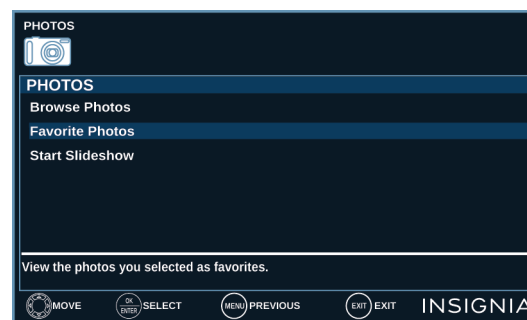 PHOTOS
PHOTOS
Browse Photos
Favorite Photos
Start Slideshow
View the photos you selected as favorites.
MOVE OK ENTER SELECT MENU PREVIOUS EXIT EXIT INSIGNIA